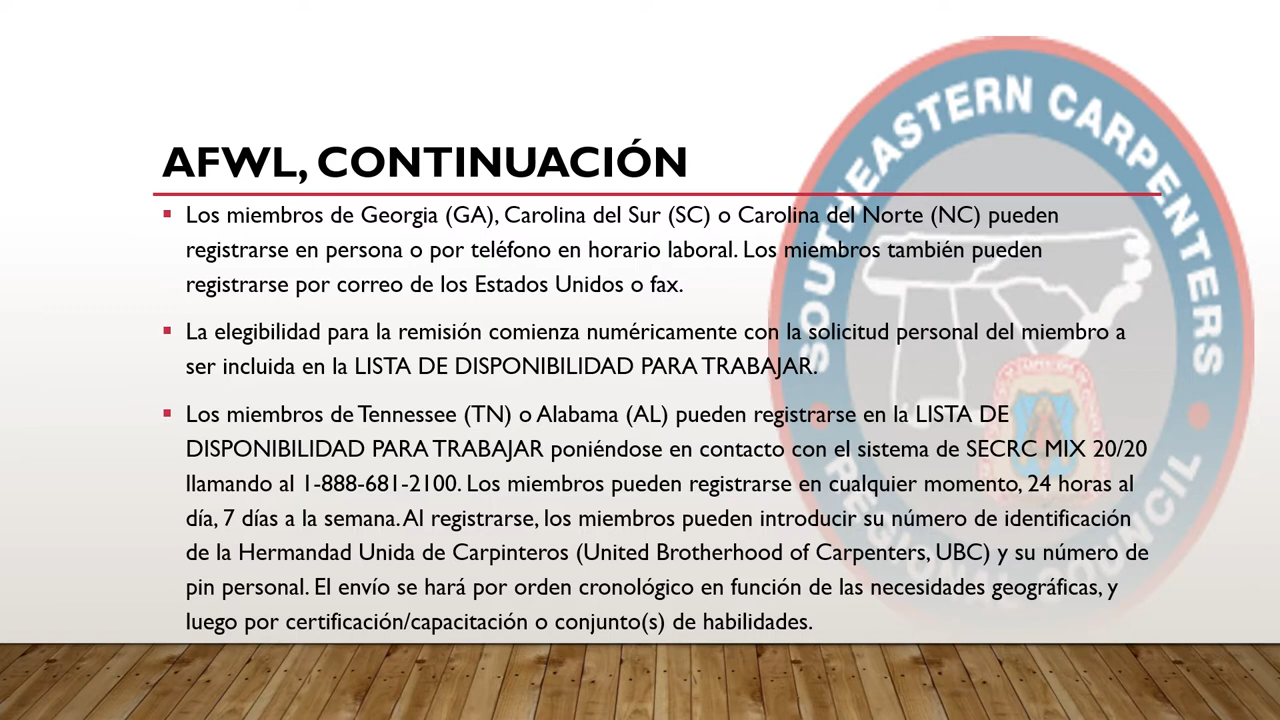 AFWL, CONTINUACIÓN
Los miembros de Georgia (GA), Carolina del Sur (SC) o Carolina del Norte (NC) pueden
registrarse en persona o por teléfono en horario laboral. Los miembros también pueden
registrarse por correo de los Estados Unidos o fax.
La elegibilidad para la remisión comienza numéricamente con la solicitud personal del miembro a
ser incluida en la LISTA DE DISPONIBILIDAD PARA TRABAJAR.
Los miembros de Tennessee (TN) o Alabama (AL) pueden registrarse en la LISTA DE
DISPONIBILIDAD PARA TRABAJAR poniéndose en contacto con el sistema de SECRC MIX 20/20
llamando al 1-888-681-2100. Los miembros pueden registrarse en cualquier momento, 24 horas al
día, 7 días a la semana. Al registrarse, los miembros pueden introducir su número de identificación
de la Hermandad Unida de Carpinteros (United Brotherhood of Carpenters, UBC) y su número de
pin personal. El envío se hará por orden cronológico en función de las necesidades geográficas, y
luego por certificación/capacitación o conjunto(s) de habilidades.
SOUTHEASTERN CARPENTERS
REGIONAL COUNCIL